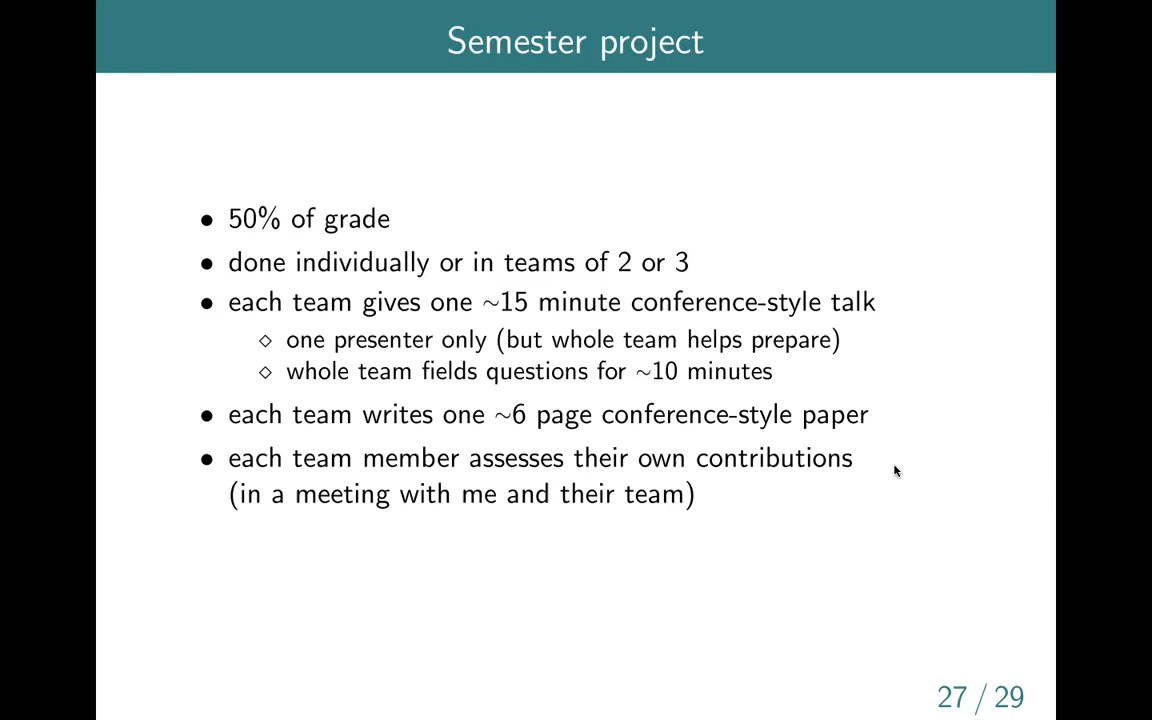 Semester project
• 50% of grade
• done individually or in teams of 2 or 3
• each team gives one ~15 minute conference-style talk
⋄ one presenter only (but whole team helps prepare)
⋄ whole team fields questions for ~10 minutes
• each team writes one ~6 page conference-style paper
• each team member assesses their own contributions
(in a meeting with me and their team)
27 / 29